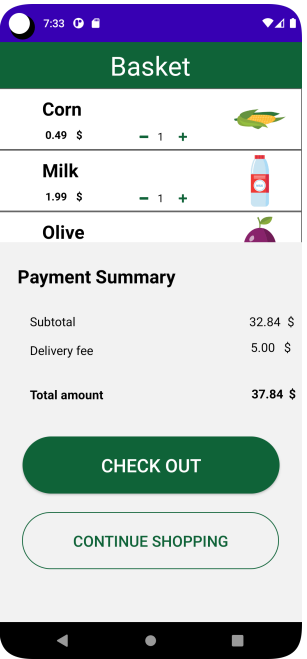 7:33
Basket
Corn
0.49 $
1
Milk
1.99 $
1
Olive
Payment Summary
Subtotal 32.84 $
Delivery fee 5.00 $
Total amount 37.84 $
CHECK OUT
CONTINUE SHOPPING